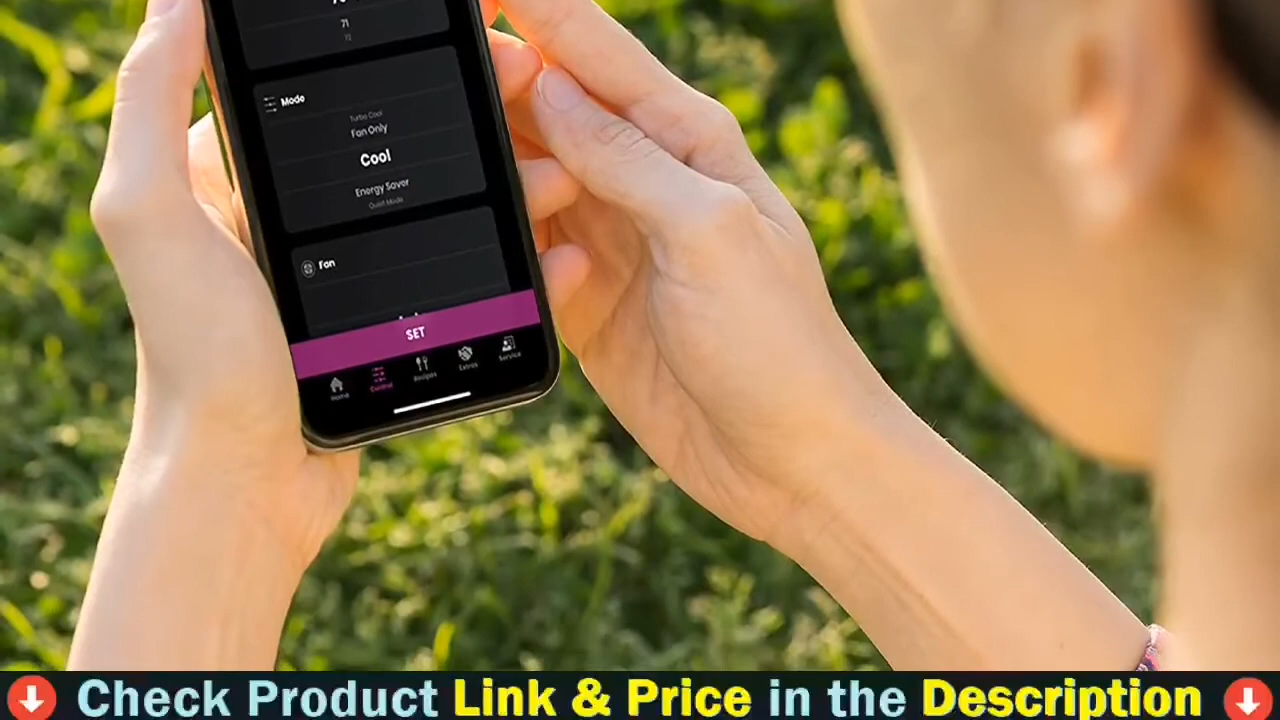 71
72
Mode
Turbo Cool
Fan Only
Cool
Energy Saver
Quiet Mode
Fan
SET
Home Control Recipes Extras Service
Check Product Link & Price in the Description